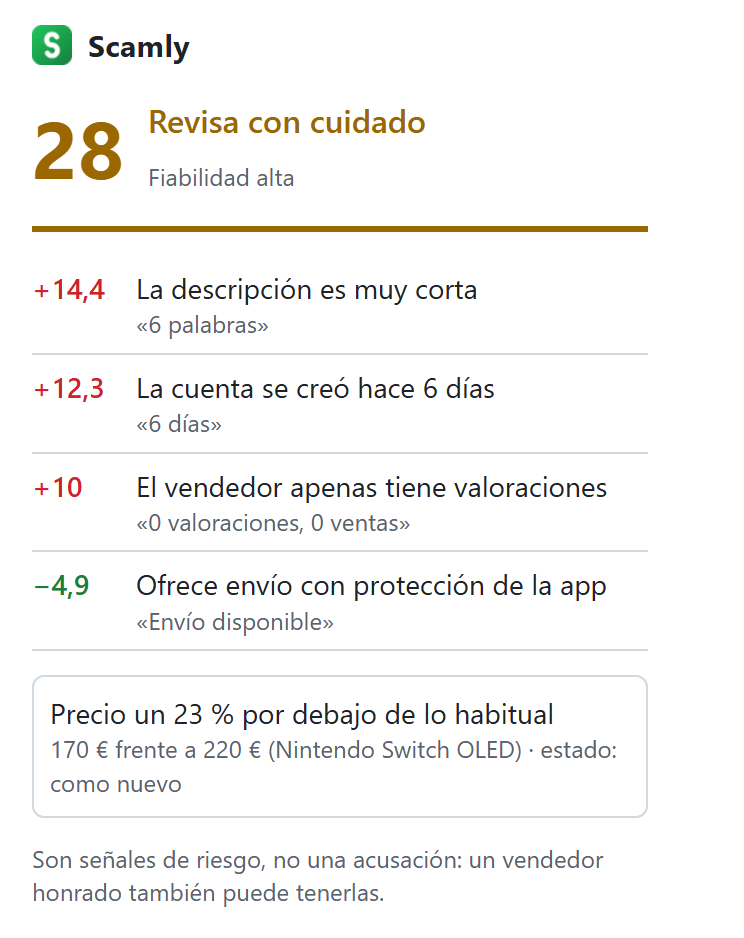 S Scamly
28
Revisa con cuidado
Fiabilidad alta
+14,4 La descripción es muy corta
«6 palabras»
+12,3 La cuenta se creó hace 6 días
«6 días»
+10 El vendedor apenas tiene valoraciones
«0 valoraciones, 0 ventas»
−4,9 Ofrece envío con protección de la app
«Envío disponible»
Precio un 23 % por debajo de lo habitual
170 € frente a 220 € (Nintendo Switch OLED) · estado:
como nuevo
Son señales de riesgo, no una acusación: un vendedor
honrado también puede tenerlas.